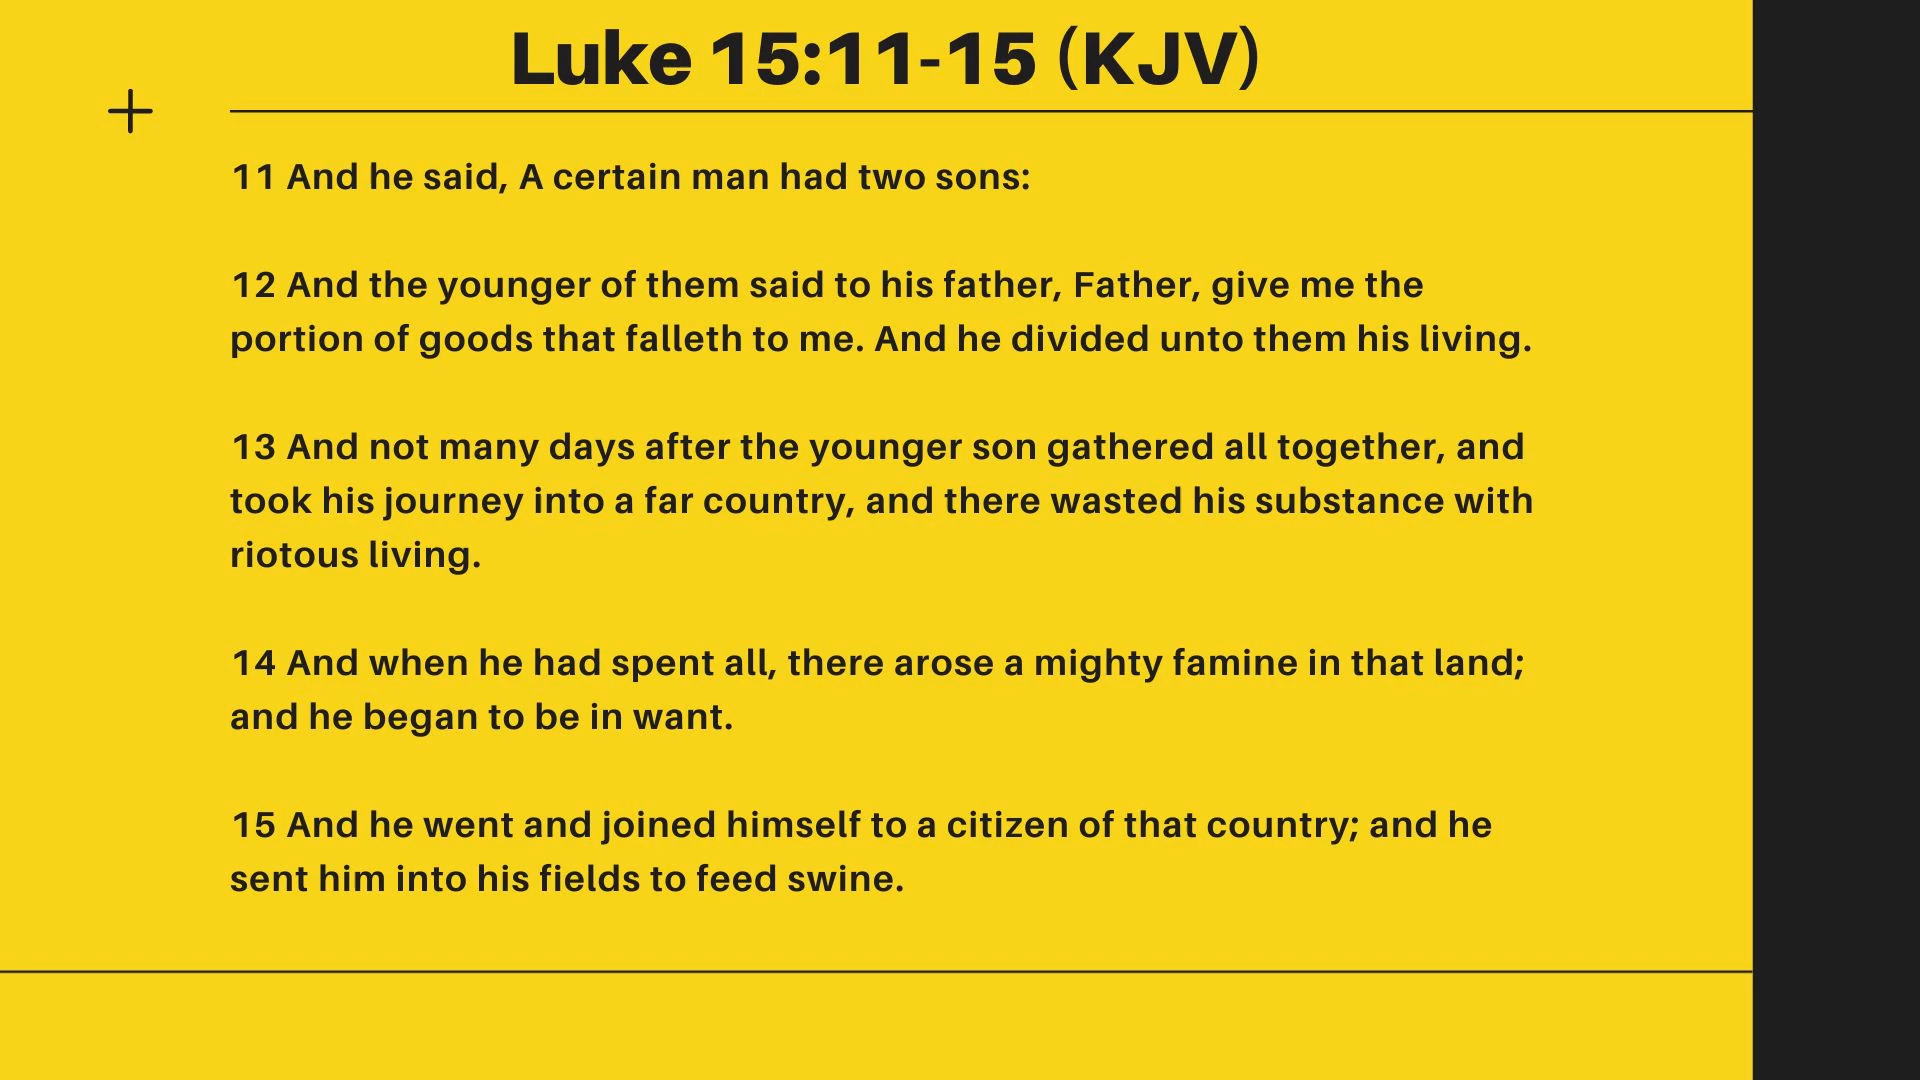 Luke 15:11-15 (KJV)
11 And he said, A certain man had two sons:
12 And the younger of them said to his father, Father, give me the
portion of goods that falleth to me. And he divided unto them his living.
13 And not many days after the younger son gathered all together, and
took his journey into a far country, and there wasted his substance with
riotous living.
14 And when he had spent all, there arose a mighty famine in that land;
and he began to be in want.
15 And he went and joined himself to a citizen of that country; and he
sent him into his fields to feed swine.